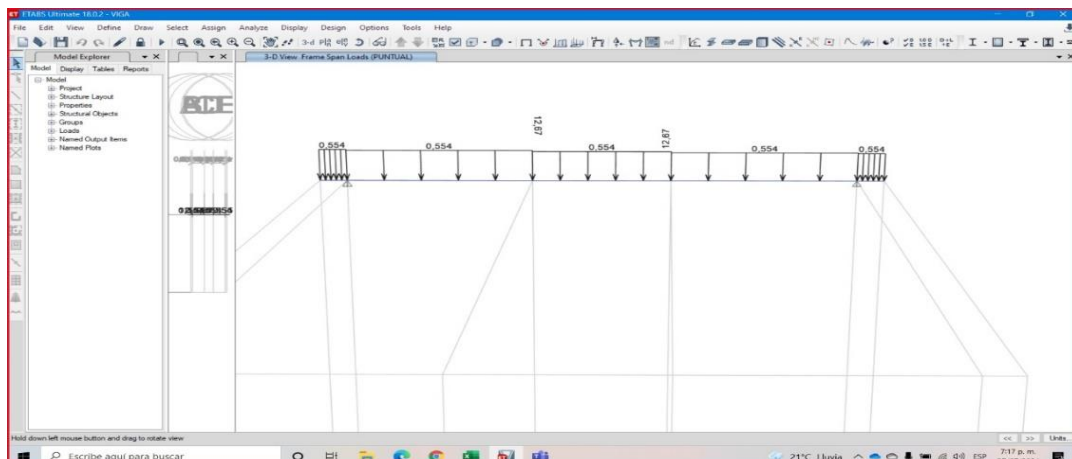 ETABS Ultimate 18.0.2 - VIGA
File Edit View Define Draw Select Assign Analyze Display Design Options Tools Help
Model Explorer
Model Display Tables Reports
Model
Project
Structure Layout
Properties
Structural Objects
Groups
Loads
Named Output Items
Named Plots
3-D View Frame Span Loads (PUNTUAL)
12,67
12,67
0,554 0,554 0,554 0,554 0,554
Hold down left mouse button and drag to rotate view
<< >> Units...
Escribe aquí para buscar
21°C Lluvia ESP 7:17 p. m.